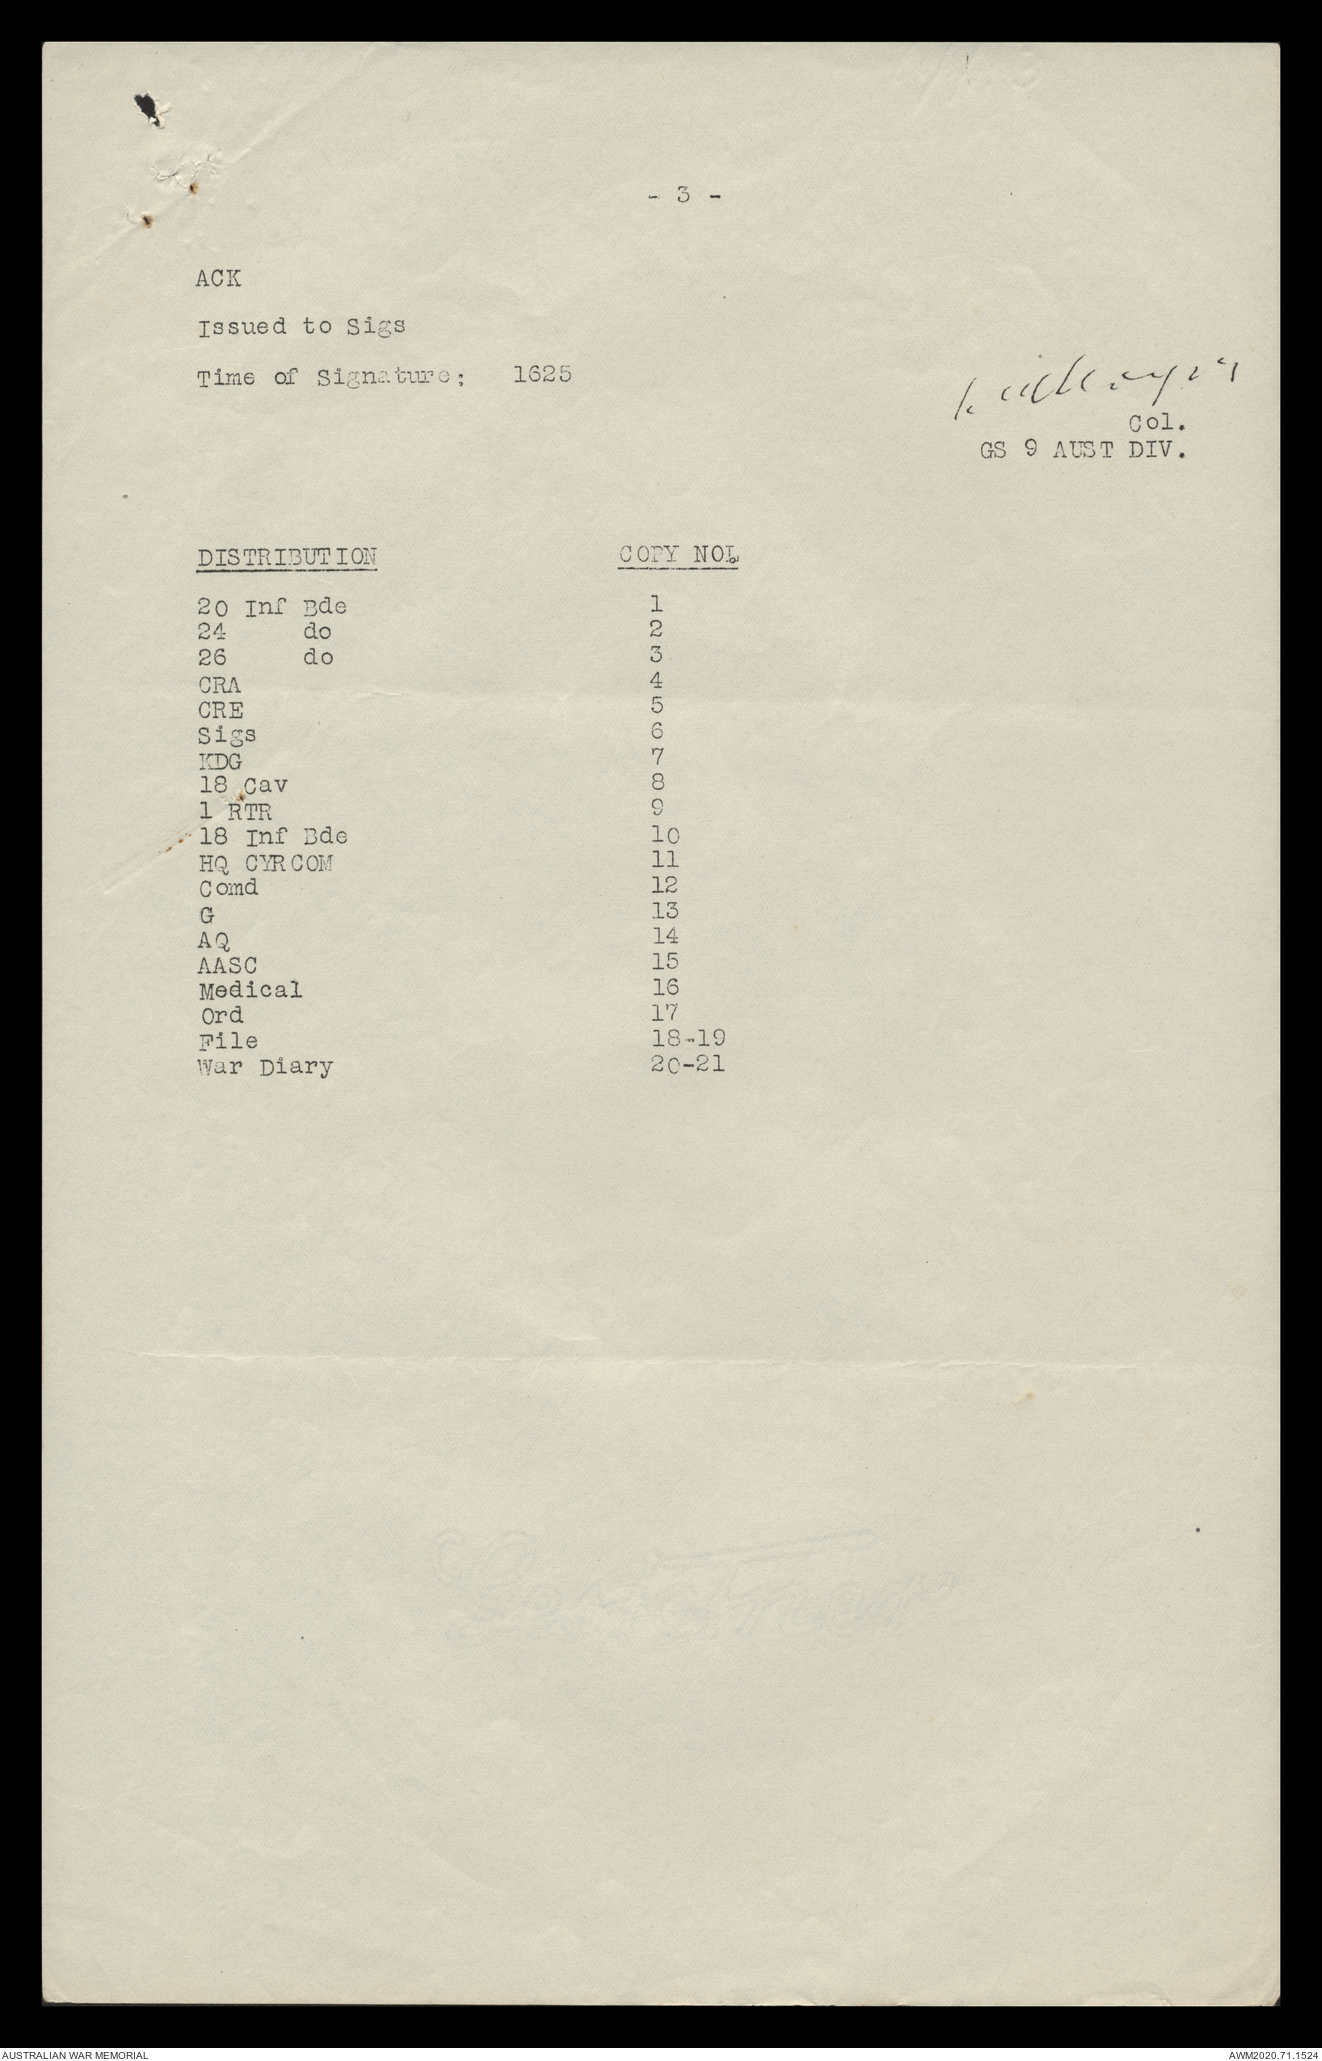 - 3 -
ACK
Issued to Sigs
Time of Signature: 1625
Col.
GS 9 AUST DIV.
DISTRIBUTION COPY NO.
20 Inf Bde 1
24 do 2
26 do 3
CRA 4
CRE 5
Sigs 6
KDG 7
18 Cav 8
1 RTR 9
18 Inf Bde 10
HQ CYRCOM 11
Comd 12
G 13
AQ 14
AASC 15
Medical 16
Ord 17
File 18-19
War Diary 20-21
AUSTRALIAN WAR MEMORIAL AWM2020.71.1524